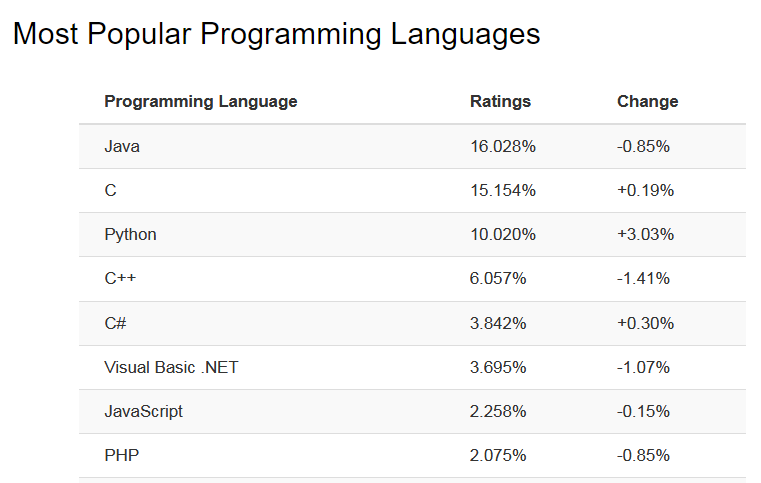 Most Popular Programming Languages
Programming Language Ratings Change
Java 16.028% -0.85%
C 15.154% +0.19%
Python 10.020% +3.03%
C++ 6.057% -1.41%
C# 3.842% +0.30%
Visual Basic .NET 3.695% -1.07%
JavaScript 2.258% -0.15%
PHP 2.075% -0.85%